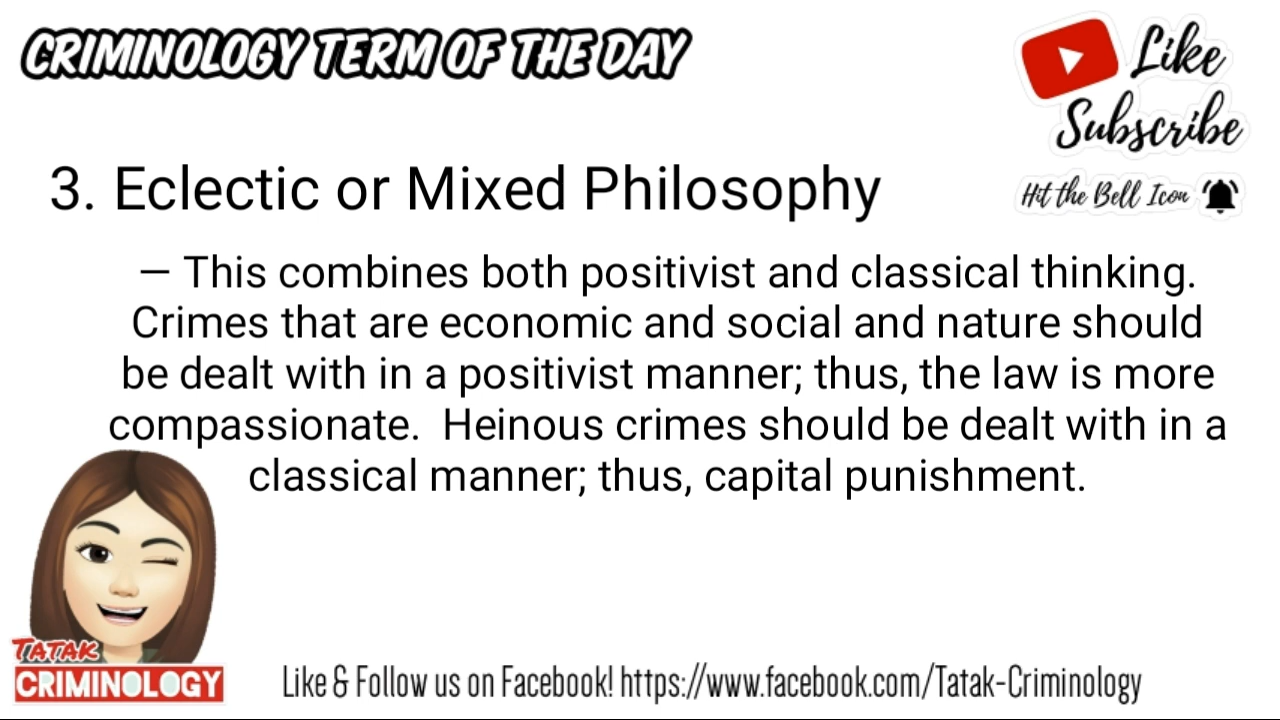 CRIMINOLOGY TERM OF THE DAY
Like
Subscribe
Hit the Bell Icon
3. Eclectic or Mixed Philosophy
– This combines both positivist and classical thinking.
Crimes that are economic and social and nature should
be dealt with in a positivist manner; thus, the law is more
compassionate.  Heinous crimes should be dealt with in a
classical manner; thus, capital punishment.
TATAK
CRIMINOLOGY
Like & Follow us on Facebook! https://www.facebook.com/Tatak-Criminology